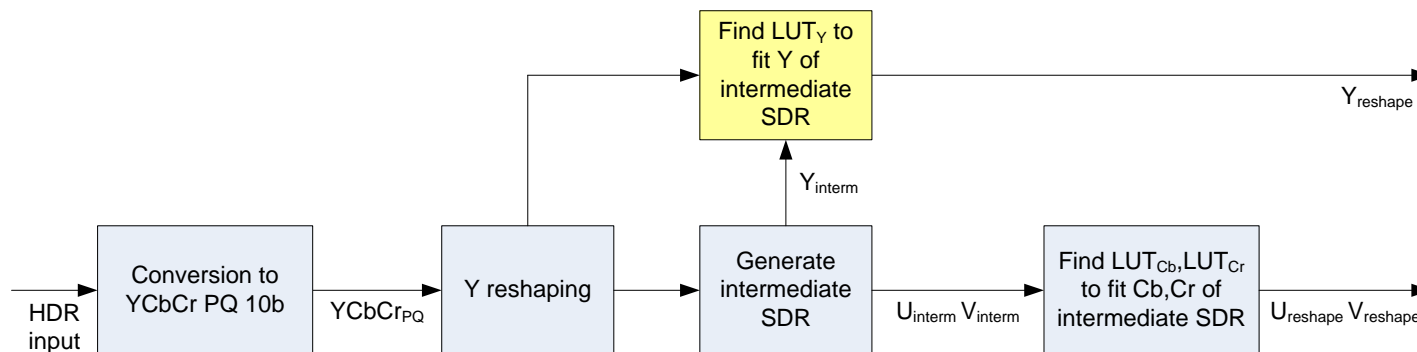 Find LUTY to
fit Y of
intermediate
SDR
Yreshape
Yinterm
HDR
input
Conversion to
YCbCr PQ 10b
YCbCrPQ
Y reshaping
Generate
intermediate
SDR
Uinterm Vinterm
Find LUTCb,LUTCr
to fit Cb,Cr of
intermediate SDR
Ureshape Vreshape